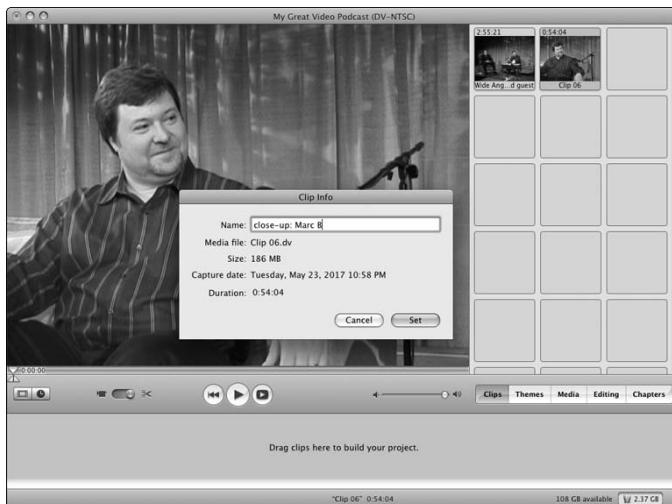 My Great Video Podcast (DV-NTSC)
2:55:21
0:54:04
Wide Ang...d guest
Clip 06
Clip Info
Name: close-up: Marc B
Media file: Clip 06.dv
Size: 186 MB
Capture date: Tuesday, May 23, 2017 10:58 PM
Duration: 0:54:04
Cancel
Set
0:00:00
Clips
Themes
Media
Editing
Chapters
Drag clips here to build your project.
"Clip 06" 0:54:04
108 GB available
2.37 GB